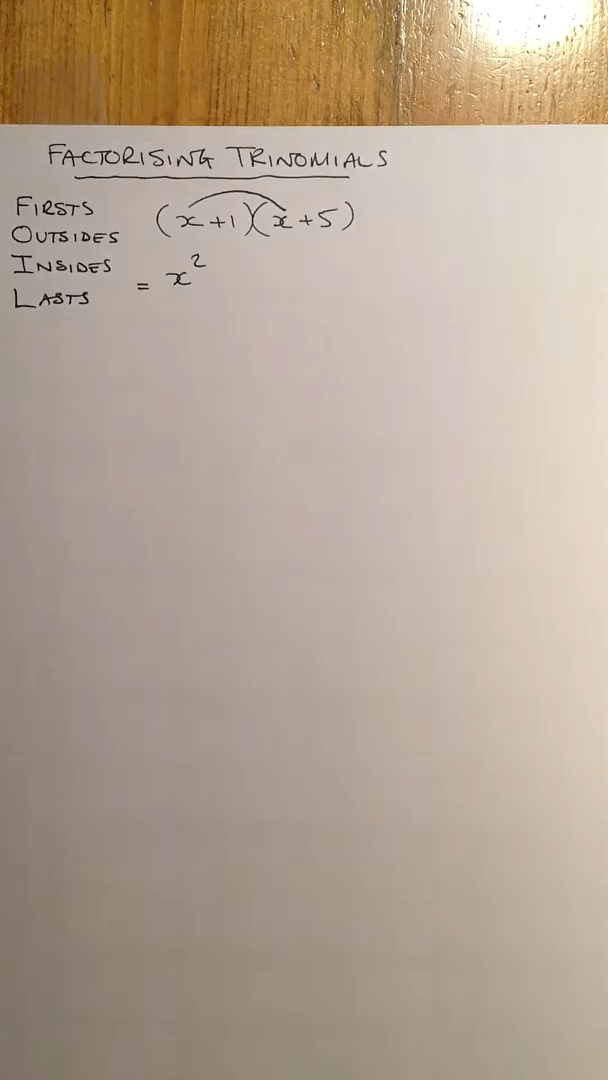 FACTORISING TRINOMIALS
FIRSTS
OUTSIDES
INSIDES
LASTS
(x+1)(x+5)
= x²